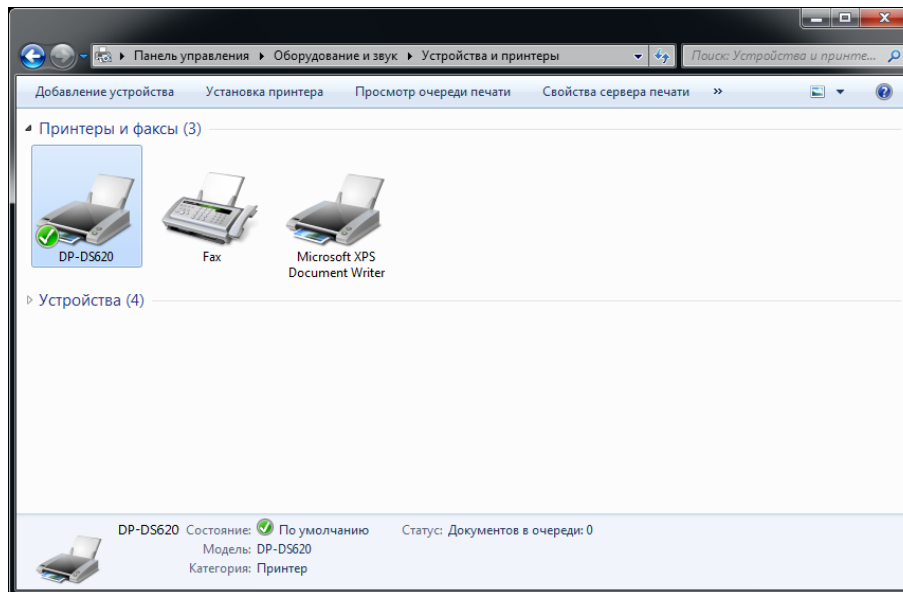 Панель управления Оборудование и звук Устройства и принтеры Поиск: Устройства и принте...
Добавление устройства Установка принтера Просмотр очереди печати Свойства сервера печати »
Принтеры и факсы (3)
DP-DS620
Fax
Microsoft XPS
Document Writer
Устройства (4)
DP-DS620 Состояние: По умолчанию Статус: Документов в очереди: 0
Модель: DP-DS620
Категория: Принтер